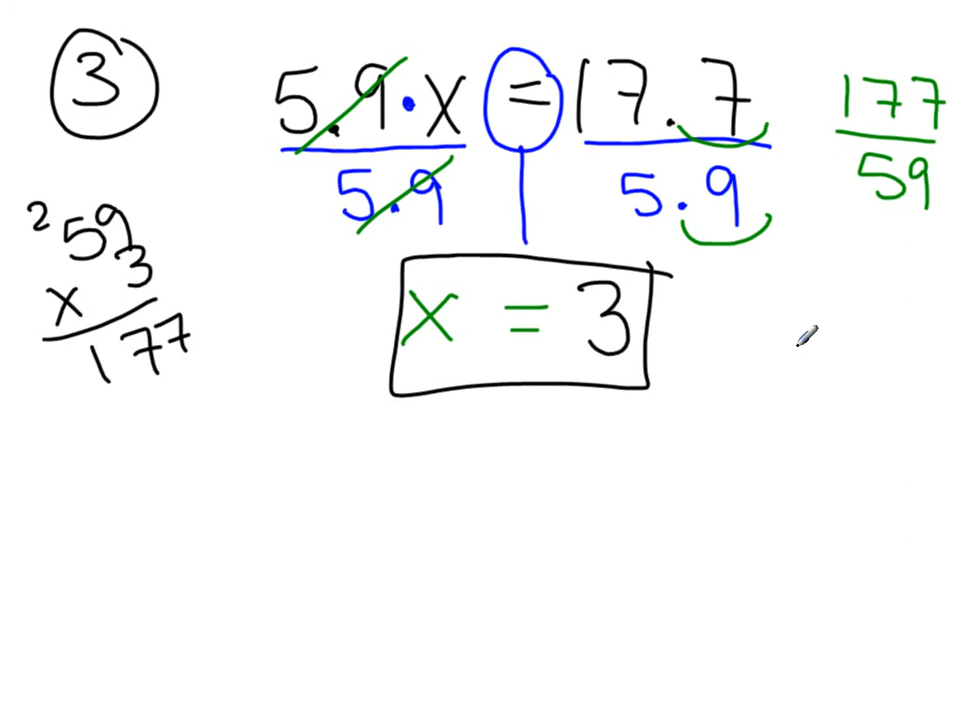 3
5.9 · x = 17.7
5.9 5.9
177
59
2 59
x 3
177
x = 3